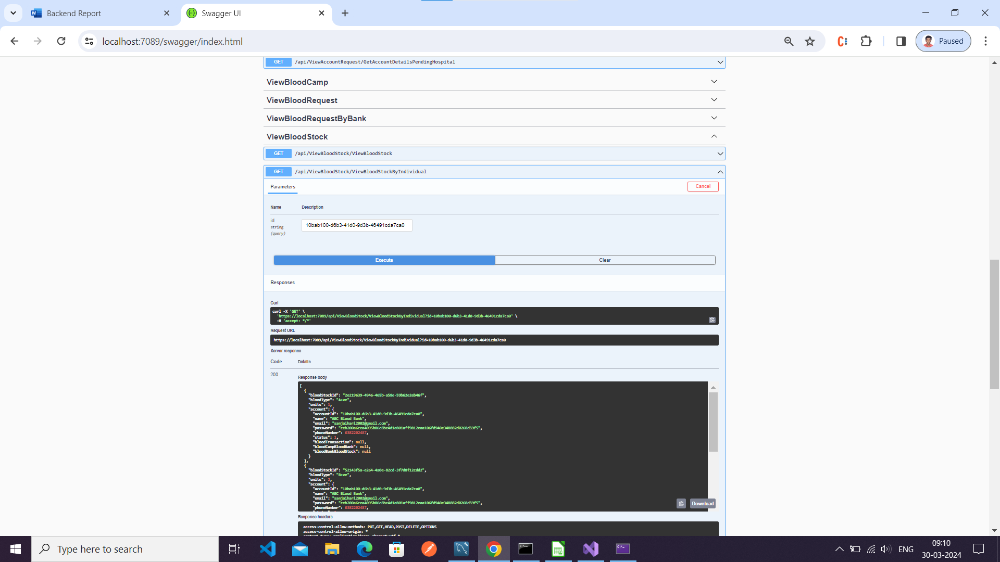 Backend Report
Swagger UI
localhost:7089/swagger/index.html
Paused
GET /api/ViewAccountRequest/GetAccountDetailsPendingHospital
ViewBloodCamp
ViewBloodRequest
ViewBloodRequestByBank
ViewBloodStock
GET /api/ViewBloodStock/ViewBloodStock
GET /api/ViewBloodStock/ViewBloodStockByIndividual
Parameters
Cancel
Name Description
id
string
(query)
10bab100-d6b3-41d0-9d3b-46491cda7ca0
Execute
Clear
Responses
Curl
curl -X 'GET' \
'https://localhost:7089/api/ViewBloodStock/ViewBloodStockByIndividual?id=10bab100-d6b3-41d0-9d3b-46491cda7ca0' \
-H 'accept: */*'
Request URL
https://localhost:7089/api/ViewBloodStock/ViewBloodStockByIndividual?id=10bab100-d6b3-41d0-9d3b-46491cda7ca0
Server response
Code Details
200
Response body
[
{
"bloodStockId": "2e219639-4946-465b-a58e-59b62e2eb46f",
"bloodType": "A+ve",
"units": 1,
"account": {
"accountId": "10bab100-d6b3-41d0-9d3b-46491cda7ca0",
"name": "ABC Blood Bank",
"email": "sanjaihari2002@gmail.com",
"password": "ceb200a6cea4095b86c8bc4d1e801aff9812eaa106fd940e348882d0268d59f5",
"phoneNumber": 6382202487,
"status": 1,
"bloodTransaction": null,
"bloodCampBloodBank": null,
"bloodBankBloodStock": null
}
},
{
"bloodStockId": "52143f5a-e264-4a0e-82cd-3f7d8f12cdd2",
"bloodType": "B+ve",
"units": 2,
"account": {
"accountId": "10bab100-d6b3-41d0-9d3b-46491cda7ca0",
"name": "ABC Blood Bank",
"email": "sanjaihari2002@gmail.com",
"password": "ceb200a6cea4095b86c8bc4d1e801aff9812eaa106fd940e348882d0268d59f5",
"phoneNumber": 6382202487,
Download
Response headers
access-control-allow-methods: PUT,GET,HEAD,POST,DELETE,OPTIONS
access-control-allow-origin: *
Type here to search
ENG
09:10
30-03-2024